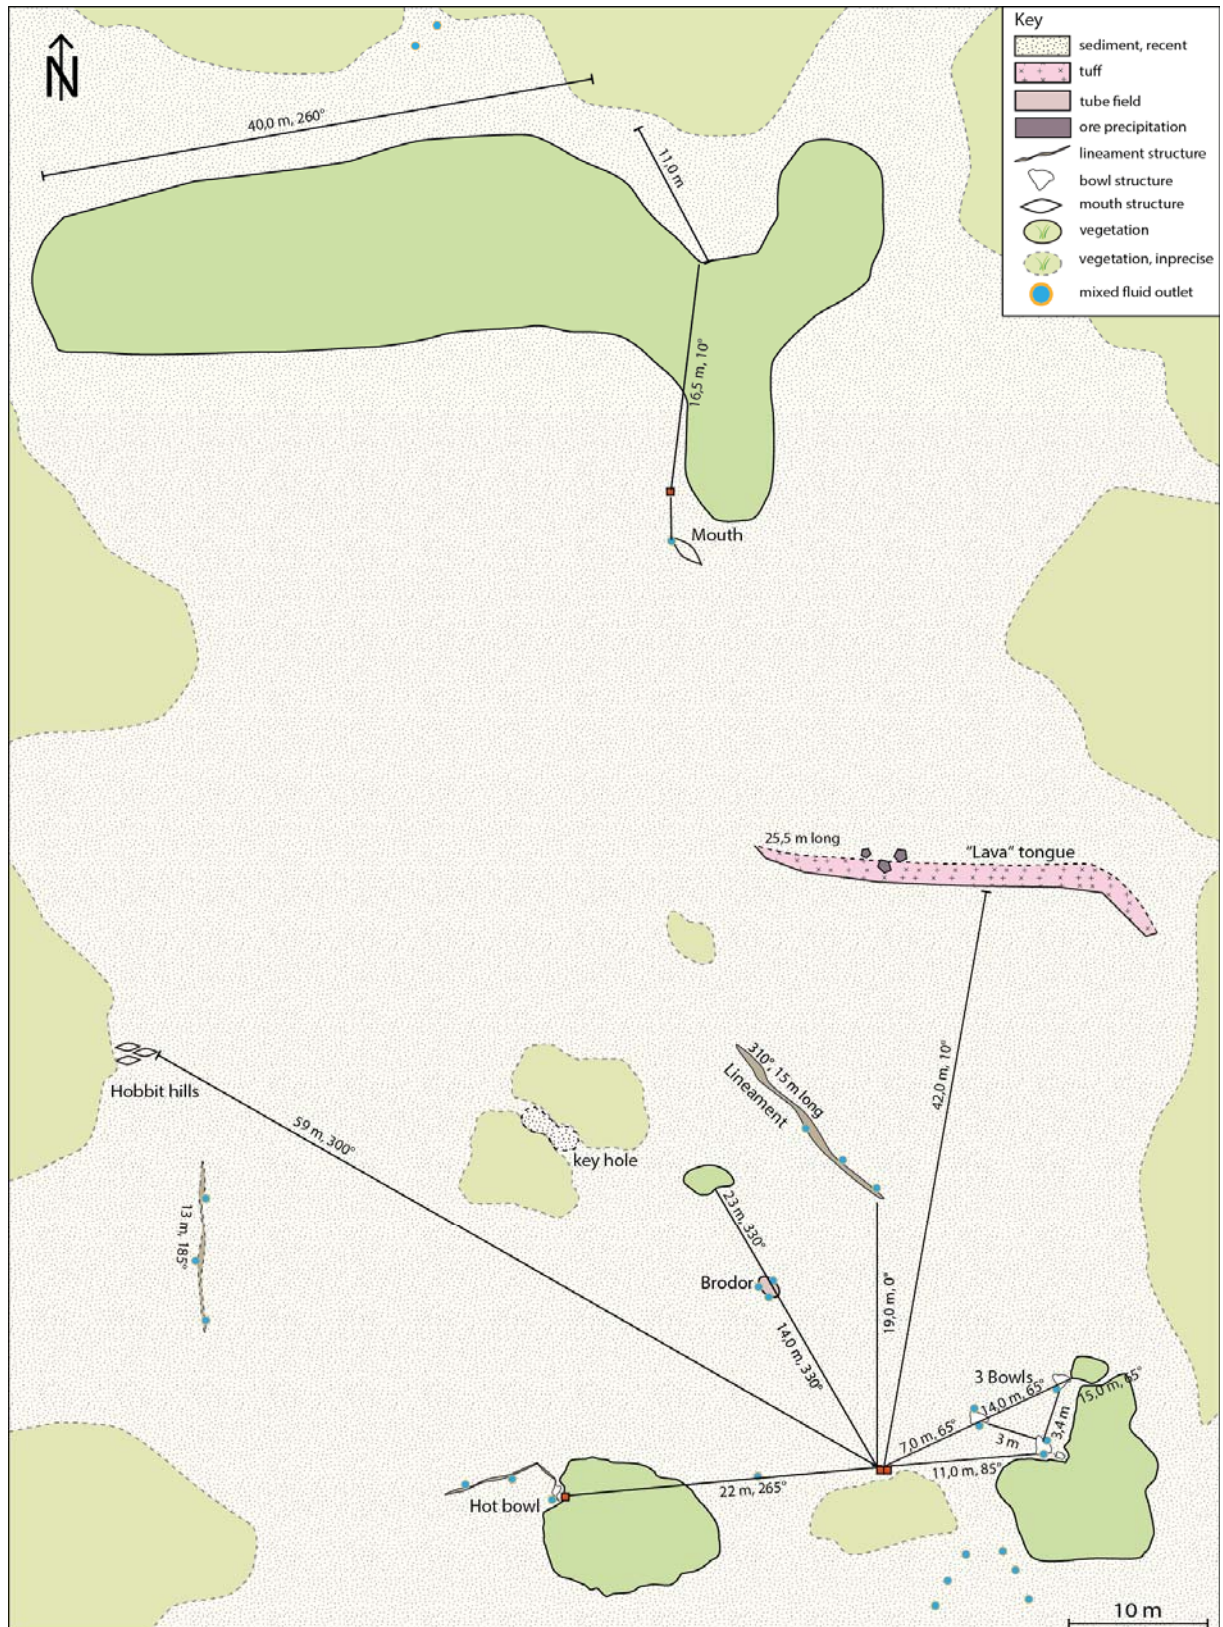 N
Key
sediment, recent
tuff
tube field
ore precipitation
lineament structure
bowl structure
mouth structure
vegetation
vegetation, inprecise
mixed fluid outlet
40,0 m, 260°
11,0 m
16,5 m, 10°
Mouth
25,5 m long
"Lava" tongue
Hobbit hills
59 m, 300°
key hole
310°, 15 m long
Lineament
42,0 m, 10°
13 m, 185°
23 m, 330°
Brodor
14,0 m, 330°
19,0 m, 0°
3 Bowls
14,0 m, 65°
15,0 m, 65°
7,0 m, 65°
3 m
3,4 m
11,0 m, 85°
22 m, 265°
Hot bowl
10 m